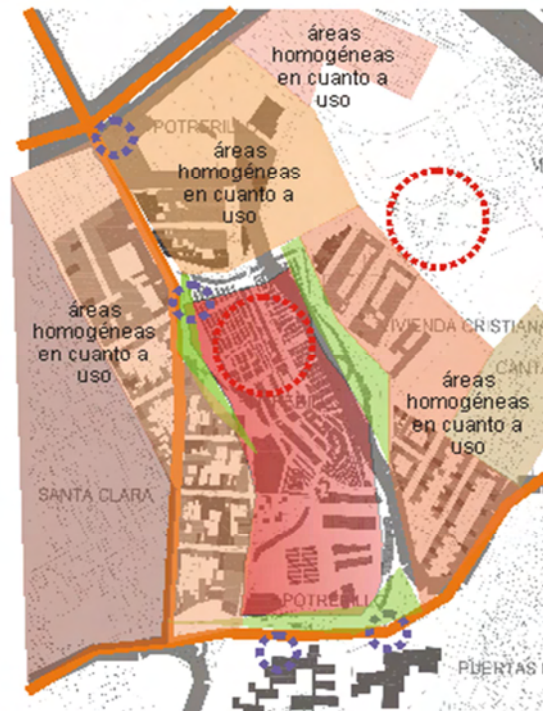 áreas
homogéneas
en cuanto a
uso
POTRERILLO
áreas
homogéneas
en cuanto a
uso
áreas
homogéneas
en cuanto a
uso
VIVIENDA CRISTIANA
áreas
homogéneas
en cuanto a
uso
SANTA CLARA
POTRERILLO
PUERTAS